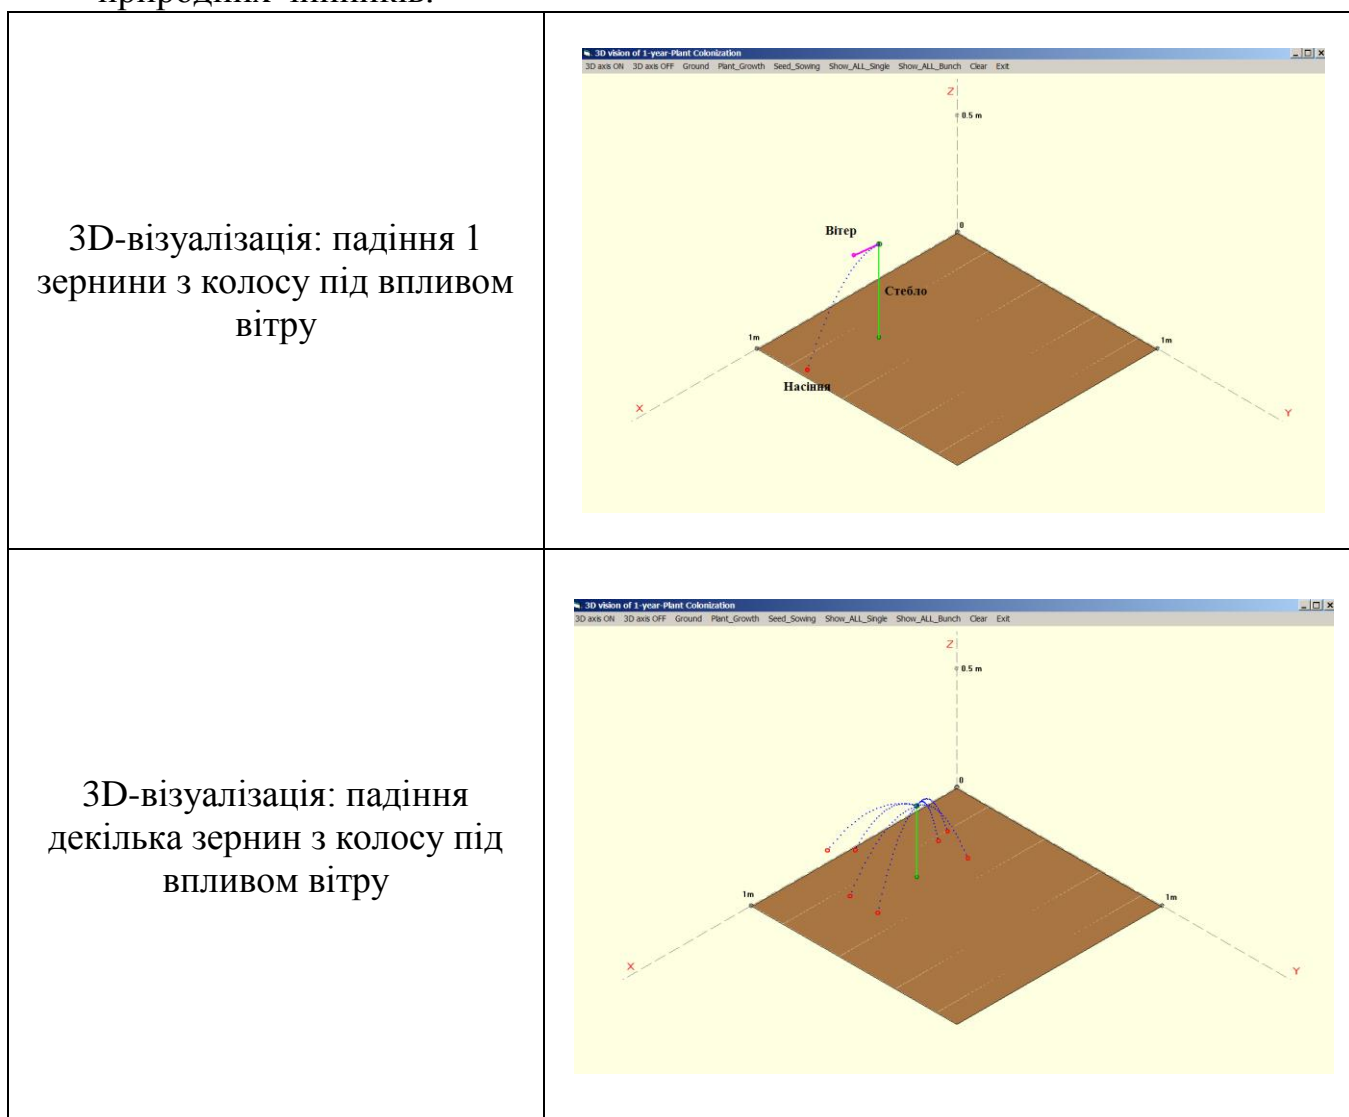 природних чинників.
3D-візуалізація: падіння 1
зернини з колосу під впливом
вітру
3D vision of 1-year-Plant Colonization
3D axis ON 3D axis OFF Ground Plant_Growth Seed_Sowing Show_ALL_Single Show_ALL_Bunch Clear Exit
Z
0.5 m
0
Вітер
Стебло
1m
1m
Насіння
X
Y
3D-візуалізація: падіння
декілька зернин з колосу під
впливом вітру
3D vision of 1-year-Plant Colonization
3D axis ON 3D axis OFF Ground Plant_Growth Seed_Sowing Show_ALL_Single Show_ALL_Bunch Clear Exit
Z
0.5 m
0
1m
1m
X
Y